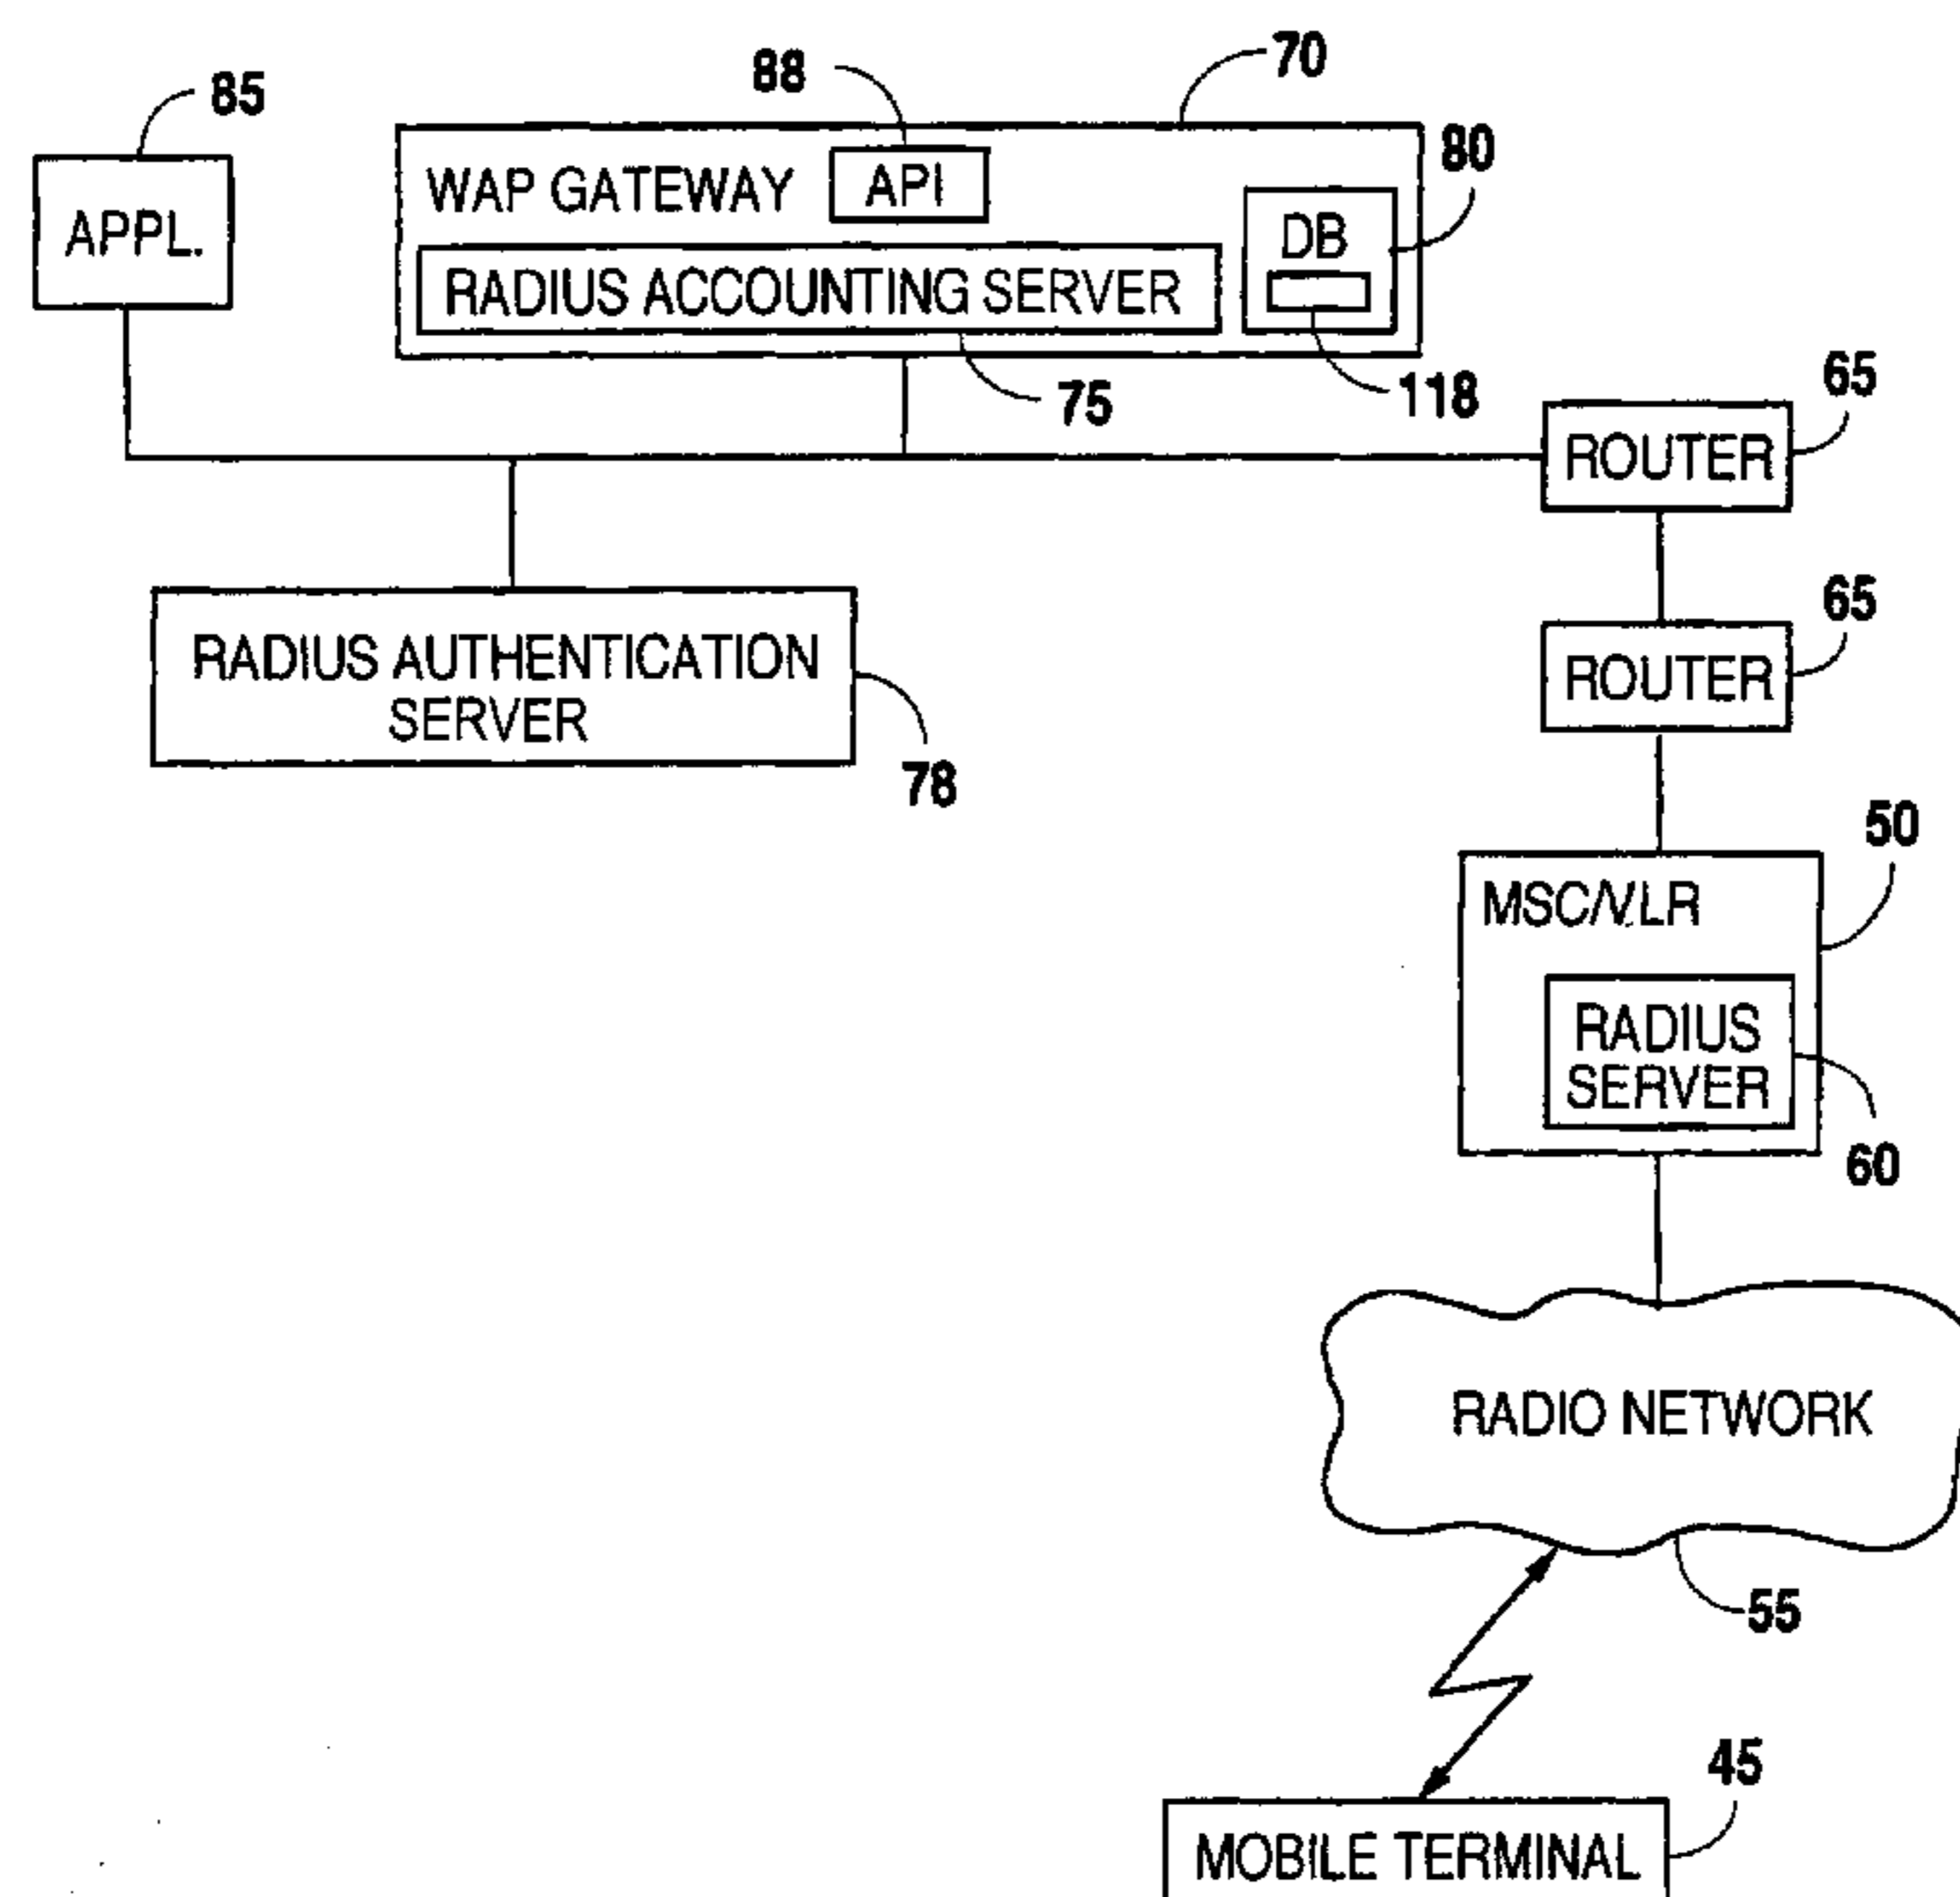 88
70
85
80
WAP GATEWAY
API
APPL.
DB
RADIUS ACCOUNTING SERVER
75
118
65
ROUTER
65
ROUTER
RADIUS AUTHENTICATION
SERVER
78
50
MSC/VLR
RADIUS
SERVER
60
RADIO NETWORK
55
45
MOBILE TERMINAL